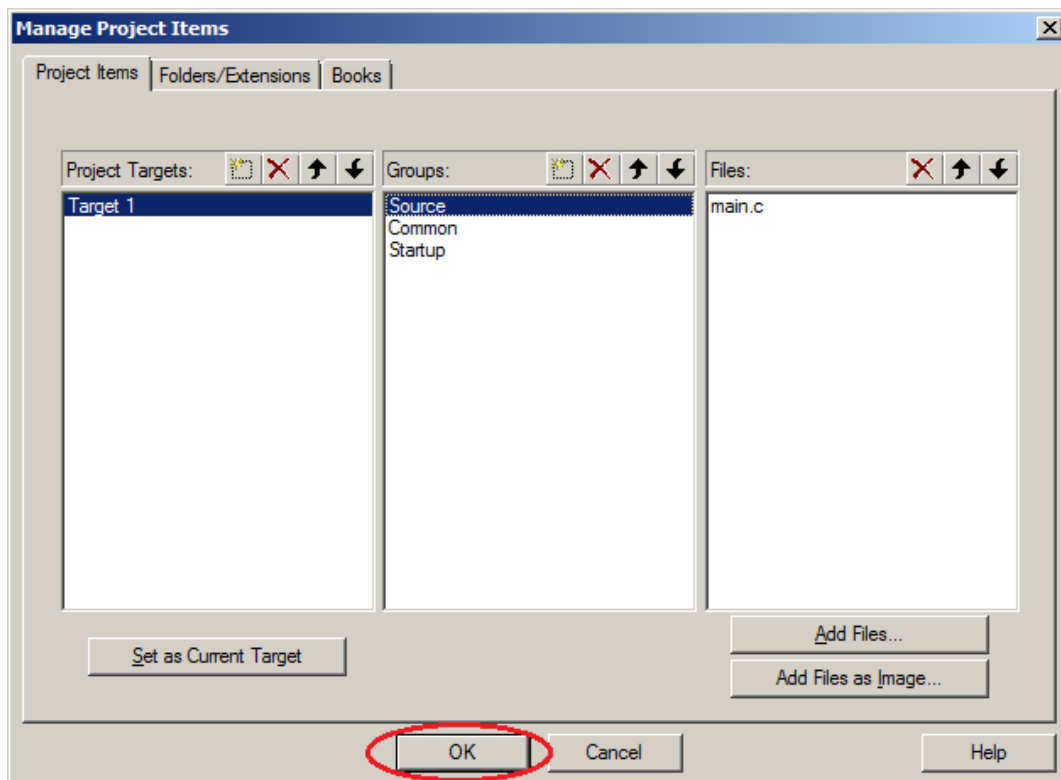 Manage Project Items
Project Items
Folders/Extensions
Books
Project Targets:
Groups:
Files:
Target 1
Source
Common
Startup
main.c
Set as Current Target
Add Files...
Add Files as Image...
OK
Cancel
Help